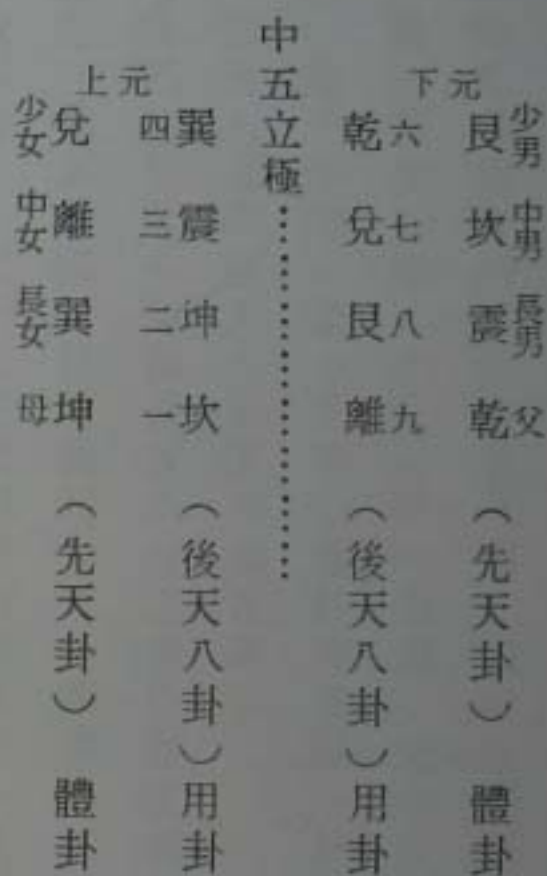 下元
少男 中男 長男 父
艮 坎 震 乾 （先天卦） 體卦
六 七 八 九
乾 兌 艮 離 （後天八卦）用卦
中五立極
上元
巽 震 坤 坎 （後天八卦）用卦
四 三 二 一
兌 離 巽 坤 （先天卦） 體卦
少女 中女 長女 母